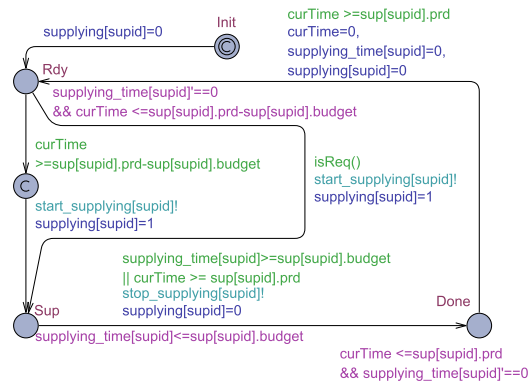 Init
supplying[supid]=0
curTime >=sup[supid].prd
curTime=0,
supplying_time[supid]=0,
supplying[supid]=0
Rdy
supplying_time[supid]'==0
&& curTime <=sup[supid].prd-sup[supid].budget
curTime
>=sup[supid].prd-sup[supid].budget
isReq()
start_supplying[supid]!
supplying[supid]=1
C
C
start_supplying[supid]!
supplying[supid]=1
supplying_time[supid]>=sup[supid].budget
|| curTime >= sup[supid].prd
stop_supplying[supid]!
supplying[supid]=0
Sup
supplying_time[supid]<=sup[supid].budget
Done
curTime <=sup[supid].prd
&& supplying_time[supid]'==0